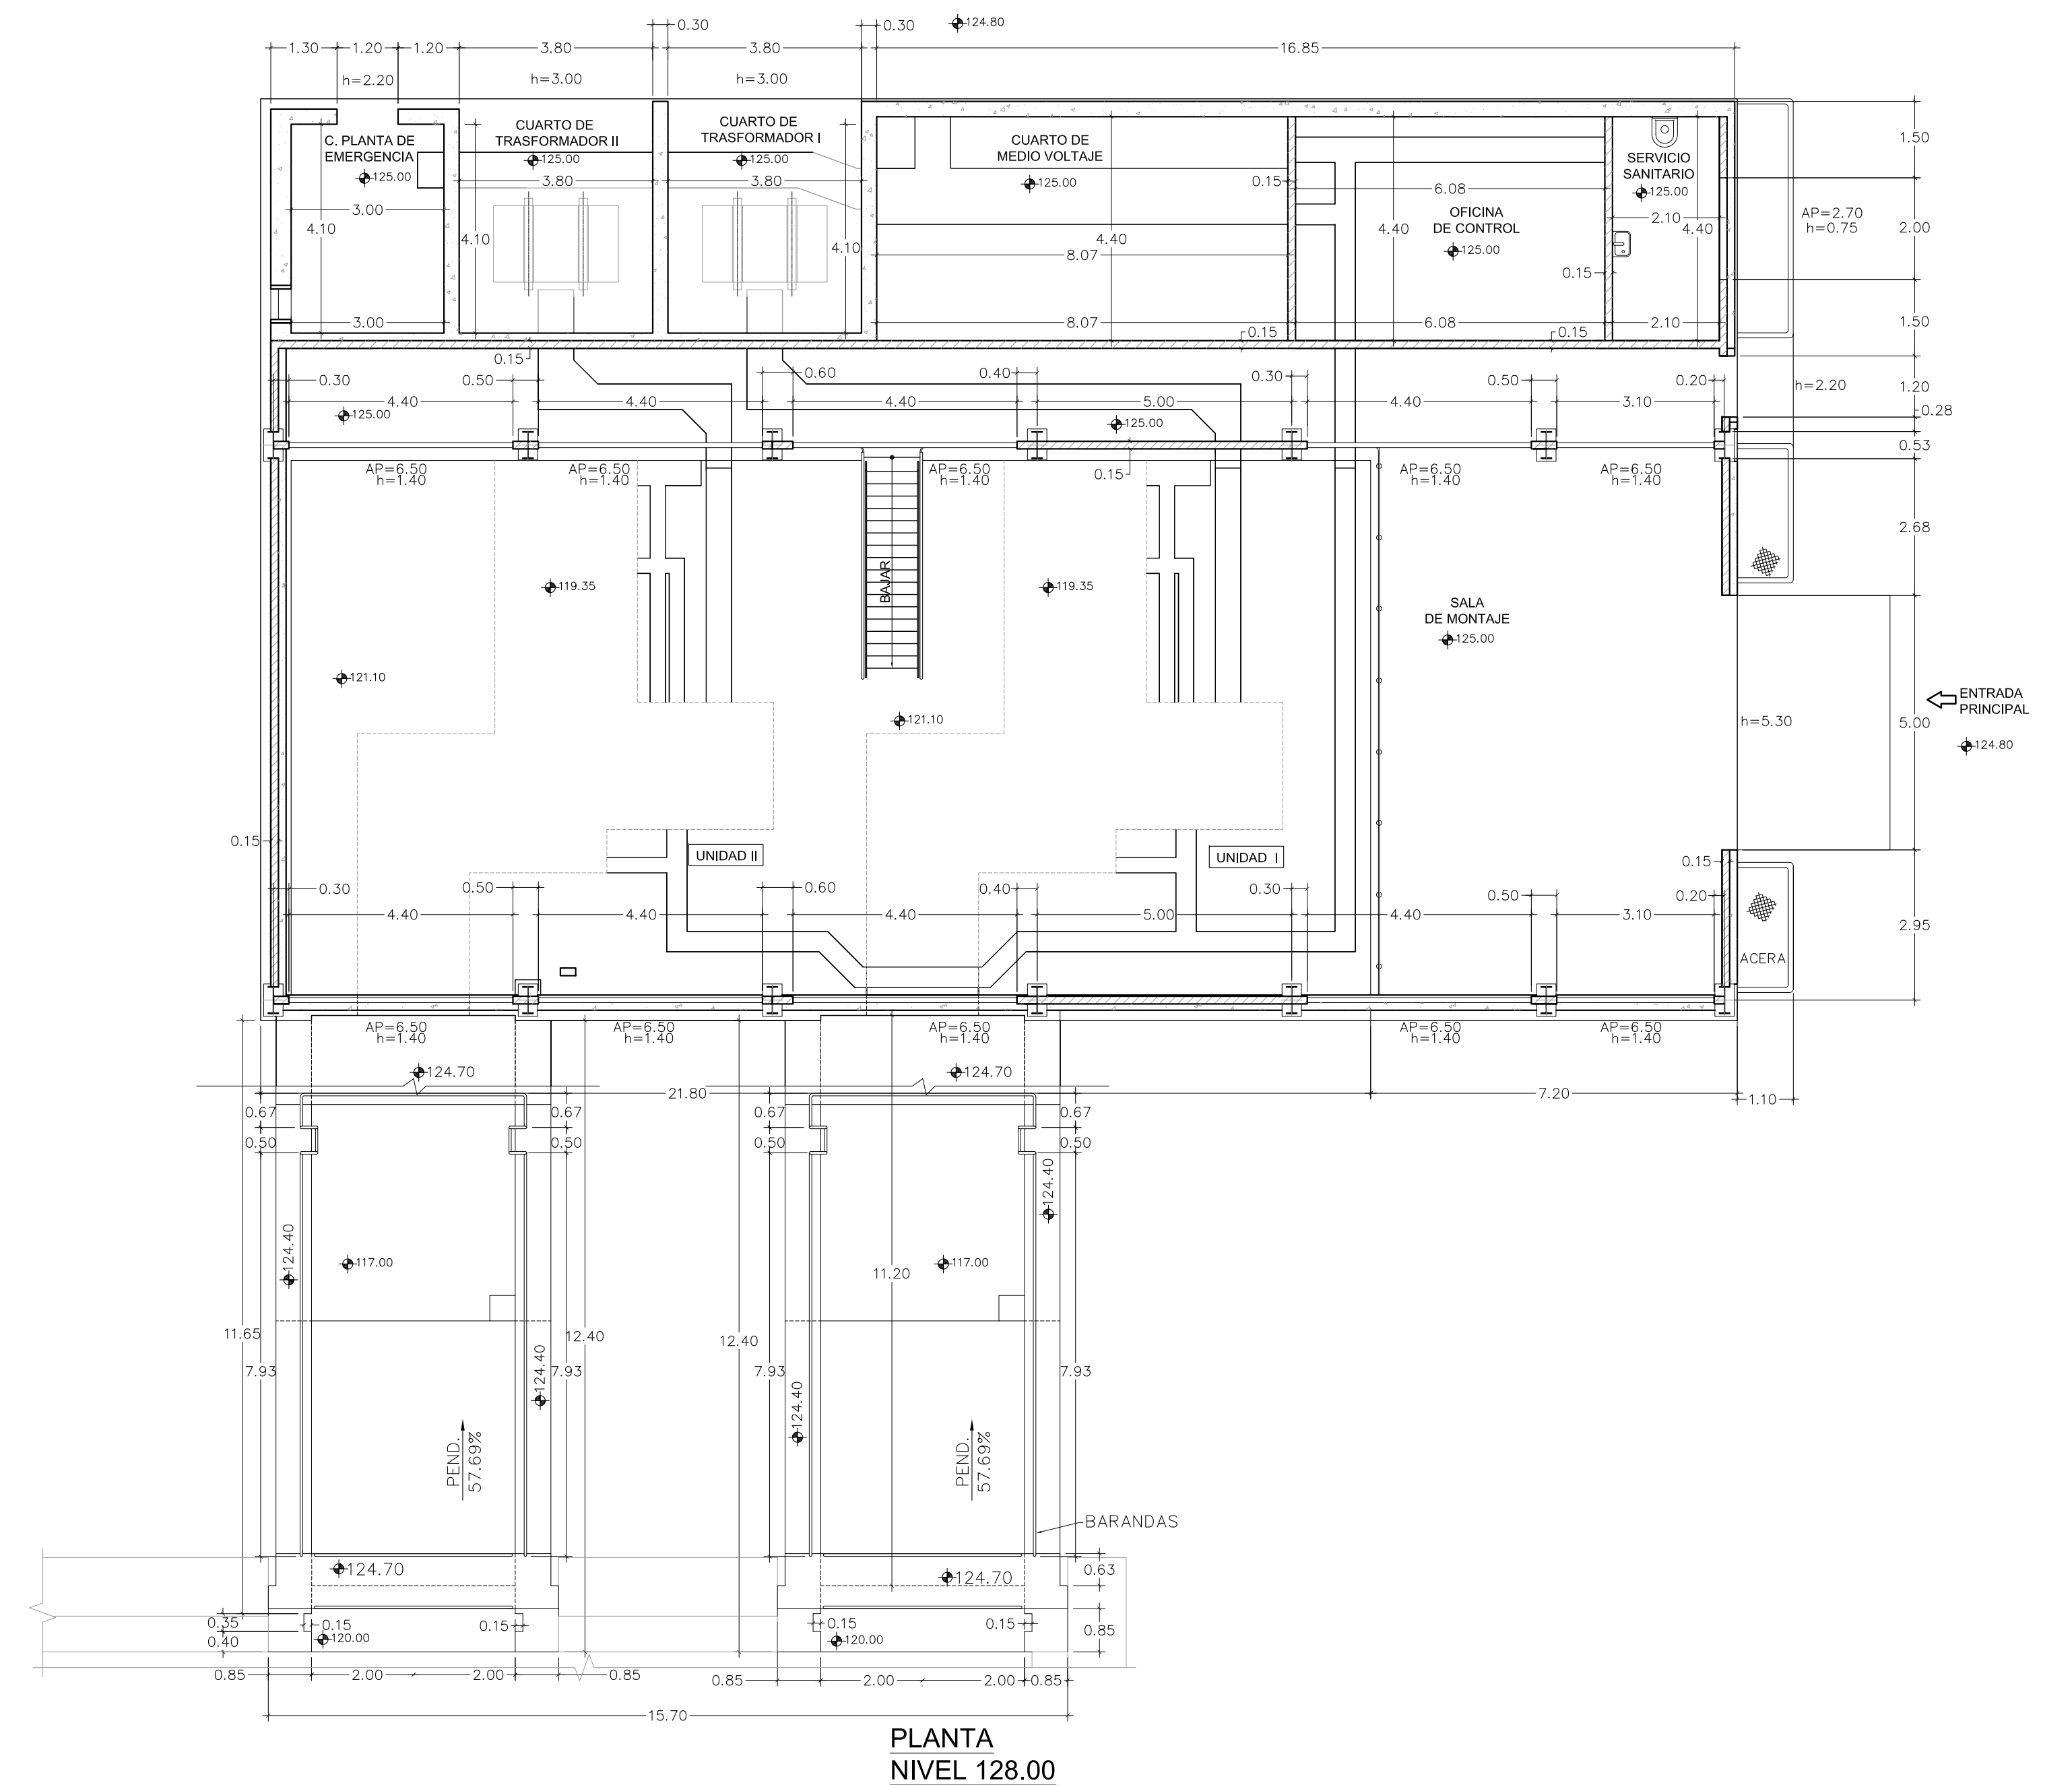 0.30
0.30
124.80
1.30
1.20
1.20
3.80
3.80
16.85
h=2.20
h=3.00
h=3.00
C. PLANTA DE
EMERGENCIA
125.00
CUARTO DE
TRASFORMADOR II
125.00
CUARTO DE
TRASFORMADOR I
125.00
CUARTO DE
MEDIO VOLTAJE
125.00
SERVICIO
SANITARIO
125.00
OFICINA
DE CONTROL
125.00
1.50
3.80
3.80
0.15
6.08
3.00
2.10
AP=2.70
h=0.75
4.10
4.10
4.10
4.40
4.40
4.40
2.00
8.07
0.15
3.00
8.07
6.08
2.10
1.50
0.15
0.15
0.15
0.30
0.50
0.60
0.40
0.30
0.50
0.20
h=2.20
1.20
4.40
4.40
4.40
5.00
4.40
3.10
0.28
125.00
125.00
0.53
AP=6.50
h=1.40
AP=6.50
h=1.40
AP=6.50
h=1.40
0.15
AP=6.50
h=1.40
AP=6.50
h=1.40
2.68
BAJAR
119.35
119.35
SALA
DE MONTAJE
125.00
121.10
121.10
h=5.30
5.00
ENTRADA
PRINCIPAL
124.80
0.15
UNIDAD II
UNIDAD I
0.15
0.30
0.50
0.60
0.40
0.30
0.50
0.20
4.40
4.40
4.40
5.00
4.40
3.10
2.95
ACERA
AP=6.50
h=1.40
AP=6.50
h=1.40
AP=6.50
h=1.40
AP=6.50
h=1.40
AP=6.50
h=1.40
124.70
124.70
21.80
7.20
1.10
0.67
0.67
0.67
0.67
0.50
0.50
0.50
0.50
124.40
124.40
117.00
117.00
11.20
11.65
12.40
12.40
7.93
7.93
7.93
7.93
124.40
124.40
PEND.
57.69%
PEND.
57.69%
BARANDAS
124.70
124.70
0.63
0.35
0.15
0.15
0.15
0.15
0.40
120.00
120.00
0.85
0.85
2.00
2.00
0.85
0.85
2.00
2.00
0.85
15.70
PLANTA
NIVEL 128.00